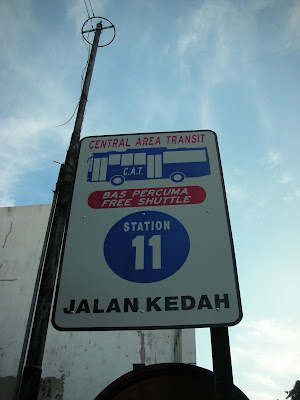 CENTRAL AREA TRANSIT
C.A.T.
BAS PERCUMA
FREE SHUTTLE
STATION
11
JALAN KEDAH